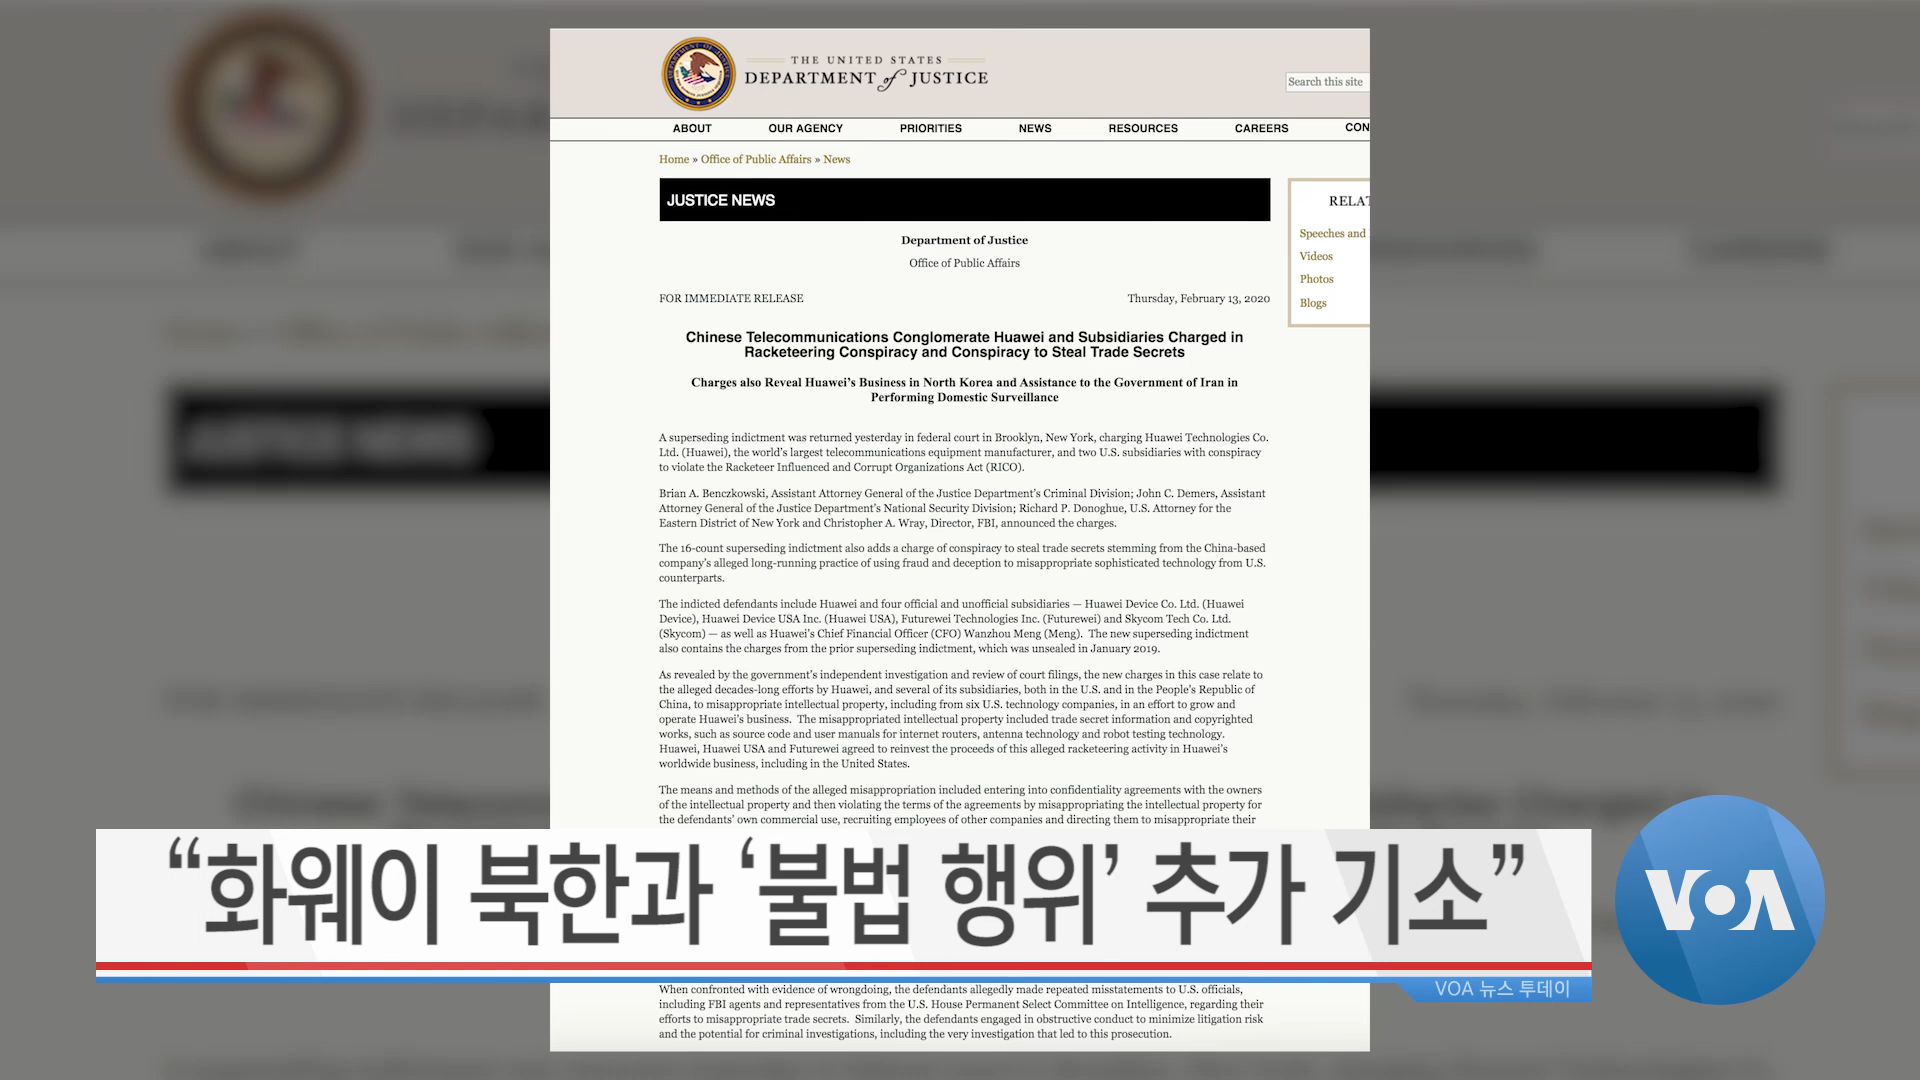 THE UNITED STATES
DEPARTMENT of JUSTICE
Search this site
ABOUT OUR AGENCY PRIORITIES NEWS RESOURCES CAREERS CON
Home » Office of Public Affairs » News
JUSTICE NEWS
RELAT
Speeches and
Videos
Photos
Blogs
Department of Justice
Office of Public Affairs
FOR IMMEDIATE RELEASE Thursday, February 13, 2020
Chinese Telecommunications Conglomerate Huawei and Subsidiaries Charged in
Racketeering Conspiracy and Conspiracy to Steal Trade Secrets
Charges also Reveal Huawei's Business in North Korea and Assistance to the Government of Iran in
Performing Domestic Surveillance
A superseding indictment was returned yesterday in federal court in Brooklyn, New York, charging Huawei Technologies Co.
Ltd. (Huawei), the world's largest telecommunications equipment manufacturer, and two U.S. subsidiaries with conspiracy
to violate the Racketeer Influenced and Corrupt Organizations Act (RICO).
Brian A. Benczkowski, Assistant Attorney General of the Justice Department's Criminal Division; John C. Demers, Assistant
Attorney General of the Justice Department's National Security Division; Richard P. Donoghue, U.S. Attorney for the
Eastern District of New York and Christopher A. Wray, Director, FBI, announced the charges.
The 16-count superseding indictment also adds a charge of conspiracy to steal trade secrets stemming from the China-based
company's alleged long-running practice of using fraud and deception to misappropriate sophisticated technology from U.S.
counterparts.
The indicted defendants include Huawei and four official and unofficial subsidiaries — Huawei Device Co. Ltd. (Huawei
Device), Huawei Device USA Inc. (Huawei USA), Futurewei Technologies Inc. (Futurewei) and Skycom Tech Co. Ltd.
(Skycom) — as well as Huawei's Chief Financial Officer (CFO) Wanzhou Meng (Meng). The new superseding indictment
also contains the charges from the prior superseding indictment, which was unsealed in January 2019.
As revealed by the government's independent investigation and review of court filings, the new charges in this case relate to
the alleged decades-long efforts by Huawei, and several of its subsidiaries, both in the U.S. and in the People's Republic of
China, to misappropriate intellectual property, including from six U.S. technology companies, in an effort to grow and
operate Huawei's business. The misappropriated intellectual property included trade secret information and copyrighted
works, such as source code and user manuals for internet routers, antenna technology and robot testing technology.
Huawei, Huawei USA and Futurewei agreed to reinvest the proceeds of this alleged racketeering activity in Huawei's
worldwide business, including in the United States.
The means and methods of the alleged misappropriation included entering into confidentiality agreements with the owners
of the intellectual property and then violating the terms of the agreements by misappropriating the intellectual property for
the defendants' own commercial use, recruiting employees of other companies and directing them to misappropriate their
“화웨이 북한과 ‘불법 행위’ 추가 기소”
VOA
VOA 뉴스 투데이
When confronted with evidence of wrongdoing, the defendants allegedly made repeated misstatements to U.S. officials,
including FBI agents and representatives from the U.S. House Permanent Select Committee on Intelligence, regarding their
efforts to misappropriate trade secrets. Similarly, the defendants engaged in obstructive conduct to minimize litigation risk
and the potential for criminal investigations, including the very investigation that led to this prosecution.